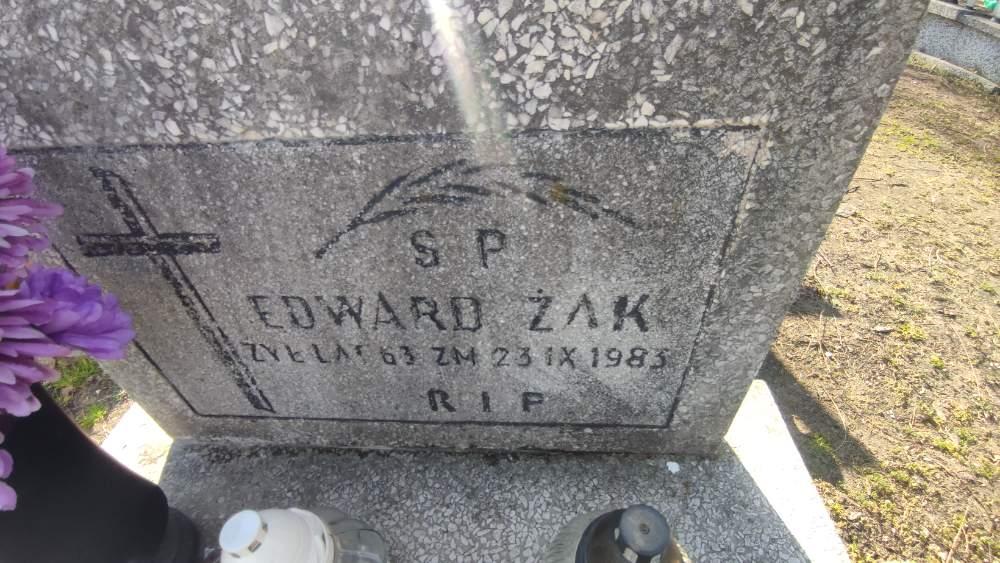 S P
EDWARD ŻAK
ŻYŁ LAT 63 ZM 23 IX 1983
R I P